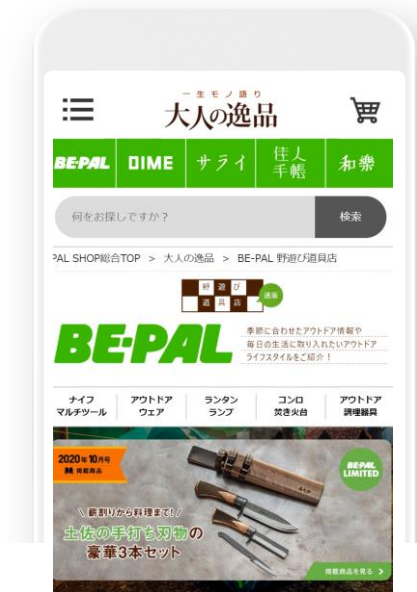 一生モノ語り
大人の逸品
BE-PAL DIME サライ 住人手帳 和樂
何をお探しですか？ 検索
PAL SHOP総合TOP > 大人の逸品 > BE-PAL 野遊び道具店
野遊び
道具店 通販
BE-PAL
季節に合わせたアウトドア情報や
毎日の生活に取り入れたいアウトドア
ライフスタイルをご紹介！
ナイフ アウトドア ランタン コンロ アウトドア
マルチツール ウェア ランプ 焚き火台 調理器具
2020年10月号
掲載商品
BE-PAL
LIMITED
\ 薪割りから料理まで! /
土佐の手打ち刃物の
豪華3本セット
掲載商品を見る >